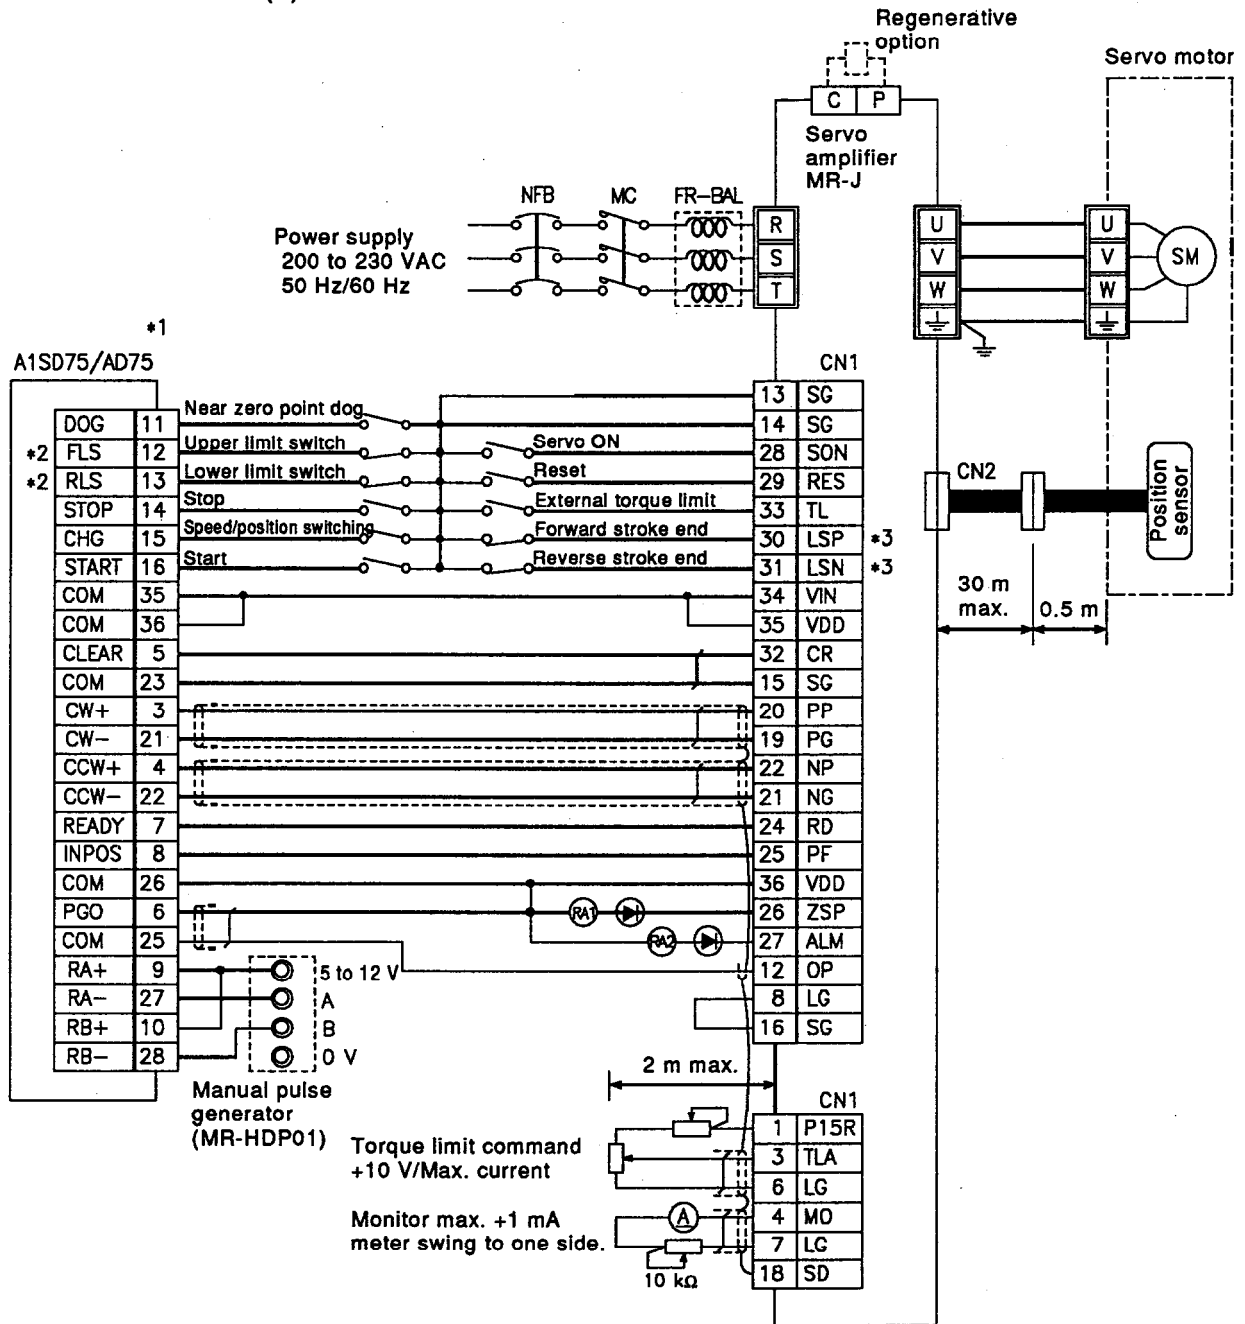 Regenerative
option
Servo motor
C P
Servo
amplifier
MR-J
NFB MC FR-BAL
Power supply
200 to 230 VAC
50 Hz/60 Hz
R
S
T
U
V
W
U
V
W
SM
*1
A1SD75/AD75
CN1
DOG 11 Near zero point dog 13 SG
14 SG
*2 FLS 12 Upper limit switch Servo ON 28 SON
*2 RLS 13 Lower limit switch Reset 29 RES
STOP 14 Stop External torque limit 33 TL
CHG 15 Speed/position switching Forward stroke end 30 LSP *3
START 16 Start Reverse stroke end 31 LSN *3
COM 35 34 VIN
COM 36 35 VDD
CLEAR 5 32 CR
COM 23 15 SG
CW+ 3 20 PP
CW- 21 19 PG
CCW+ 4 22 NP
CCW- 22 21 NG
READY 7 24 RD
INPOS 8 25 PF
COM 26 36 VDD
PGO 6 RA1 26 ZSP
COM 25 RA2 27 ALM
RA+ 9 5 to 12 V 12 OP
RA- 27 A 8 LG
RB+ 10 B 16 SG
RB- 28 0 V
CN2
Position
sensor
30 m
max.
0.5 m
Manual pulse
generator
(MR-HDP01)
2 m max.
CN1
Torque limit command
+10 V/Max. current
1 P15R
3 TLA
6 LG
Monitor max. +1 mA
meter swing to one side.
A
10 kΩ
4 MO
7 LG
18 SD